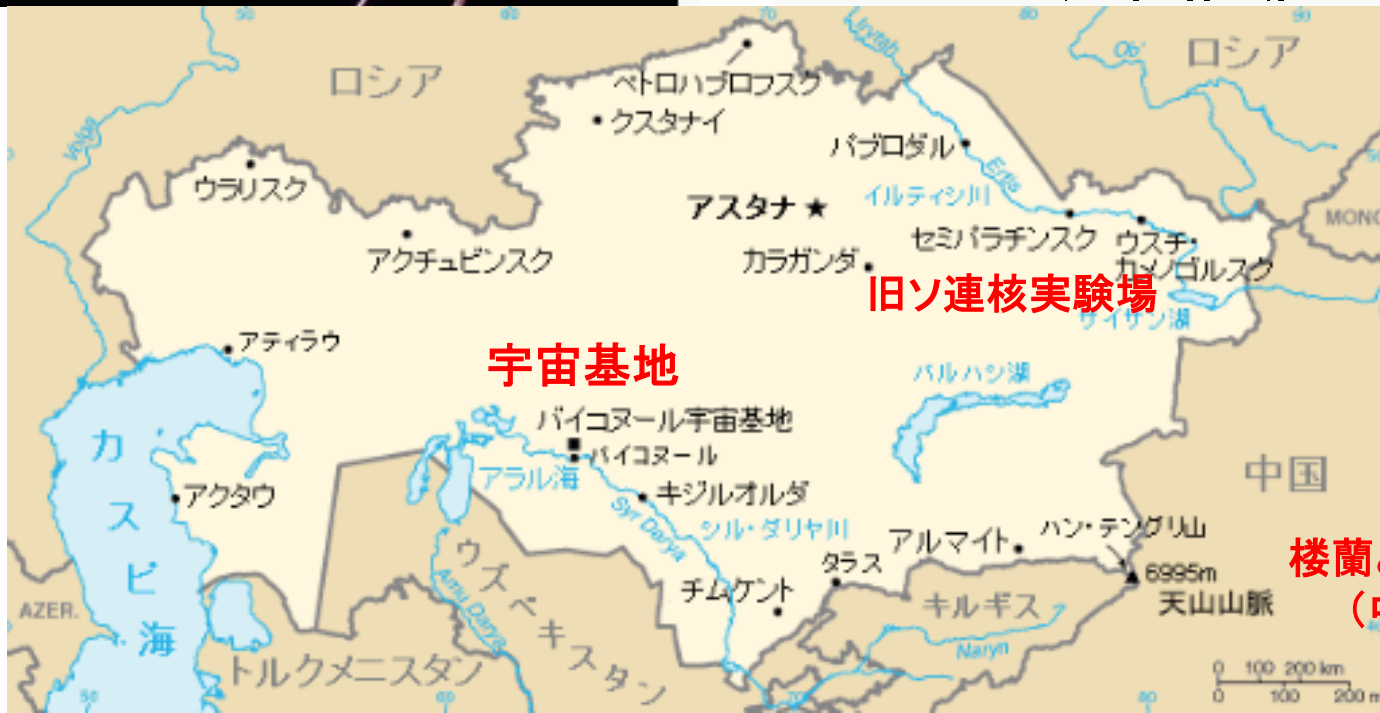 50
60
70
80
90
ロシア
Irytsh
Ob'
ロシア
ペトロハブロフスク
クスタナイ
パブロダル
Volga
ウラリスク
Ertis
イルティシ川
アスタナ
MONG
アクチュビンスク
カラガンダ
セミパラチンスク
ウスチ・
カメノゴルスク
旧ソ連核実験場
サイサン湖
アティラウ
宇宙基地
バルハシ湖
バイコヌール宇宙基地
バイコヌール
アラル海
カスピ海
アクタウ
キジルオルダ
中国
Syr Darya
シル・ダリヤ川
アルマイト
ハン・テングリ山
楼蘭
ウズベキスタン
タラス
6995m
天山山脈
チムケント
キルギス
AZER.
Amu Darya
Naryn
トルクメニスタン
0 100 200 km
0 100 200 m
50
60
70
80